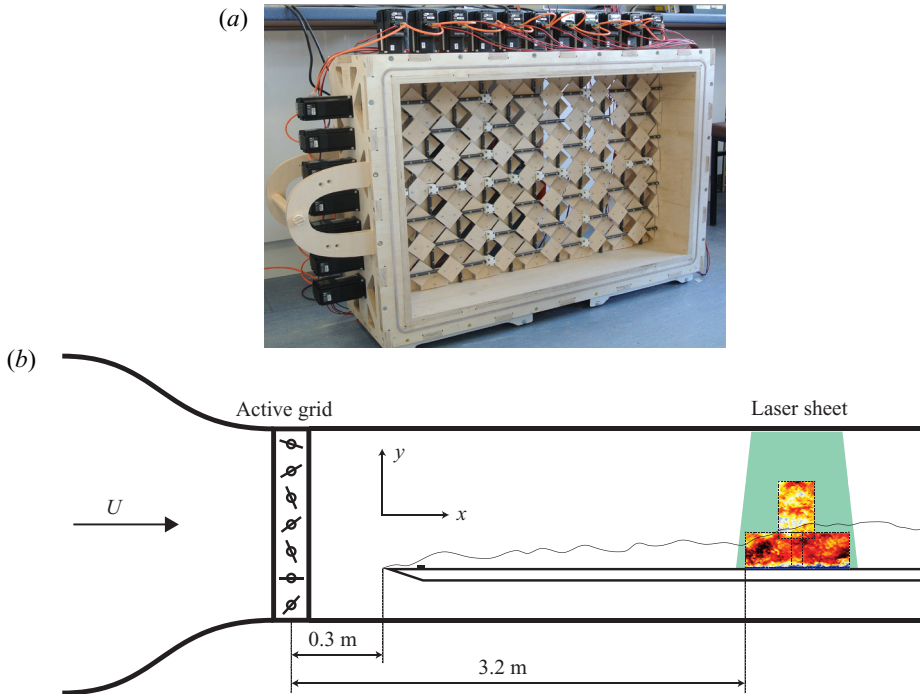 (a)
(b)
Active grid
Laser sheet
y
U
x
0.3 m
3.2 m